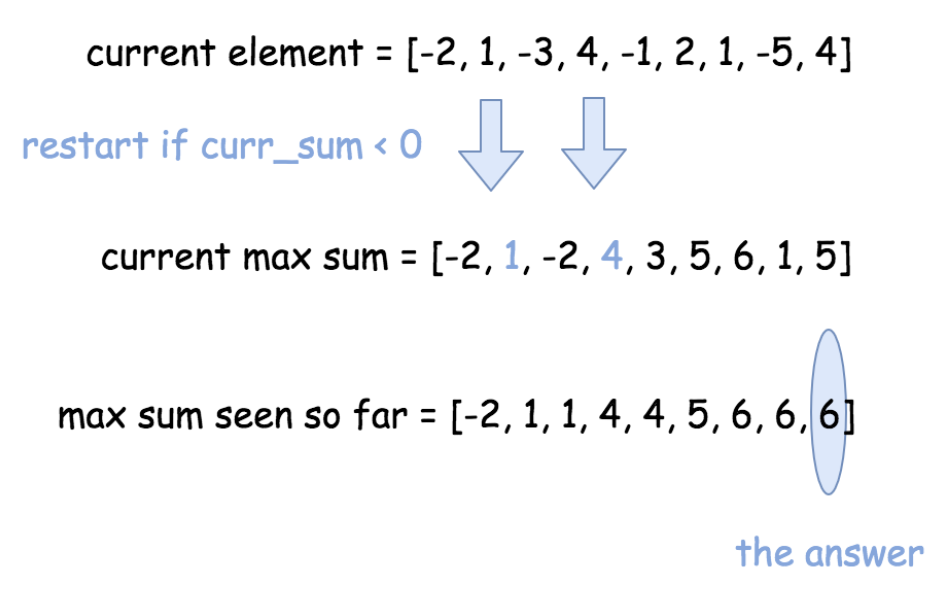 current element = [-2, 1, -3, 4, -1, 2, 1, -5, 4]
restart if curr_sum < 0
current max sum = [-2, 1, -2, 4, 3, 5, 6, 1, 5]
max sum seen so far = [-2, 1, 1, 4, 4, 5, 6, 6, 6]
the answer